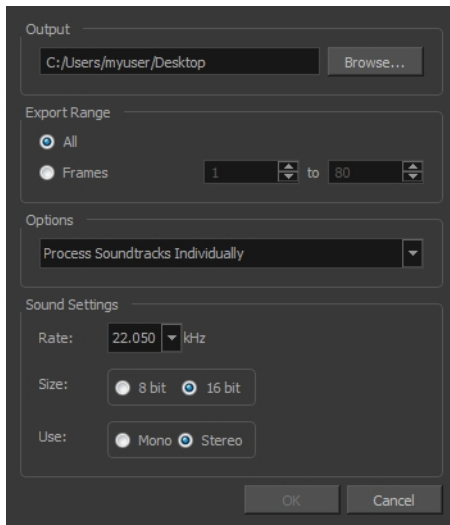 Output
C:/Users/myuser/Desktop Browse...
Export Range
All
Frames 1 to 80
Options
Process Soundtracks Individually
Sound Settings
Rate: 22.050 kHz
Size: 8 bit 16 bit
Use: Mono Stereo
OK Cancel